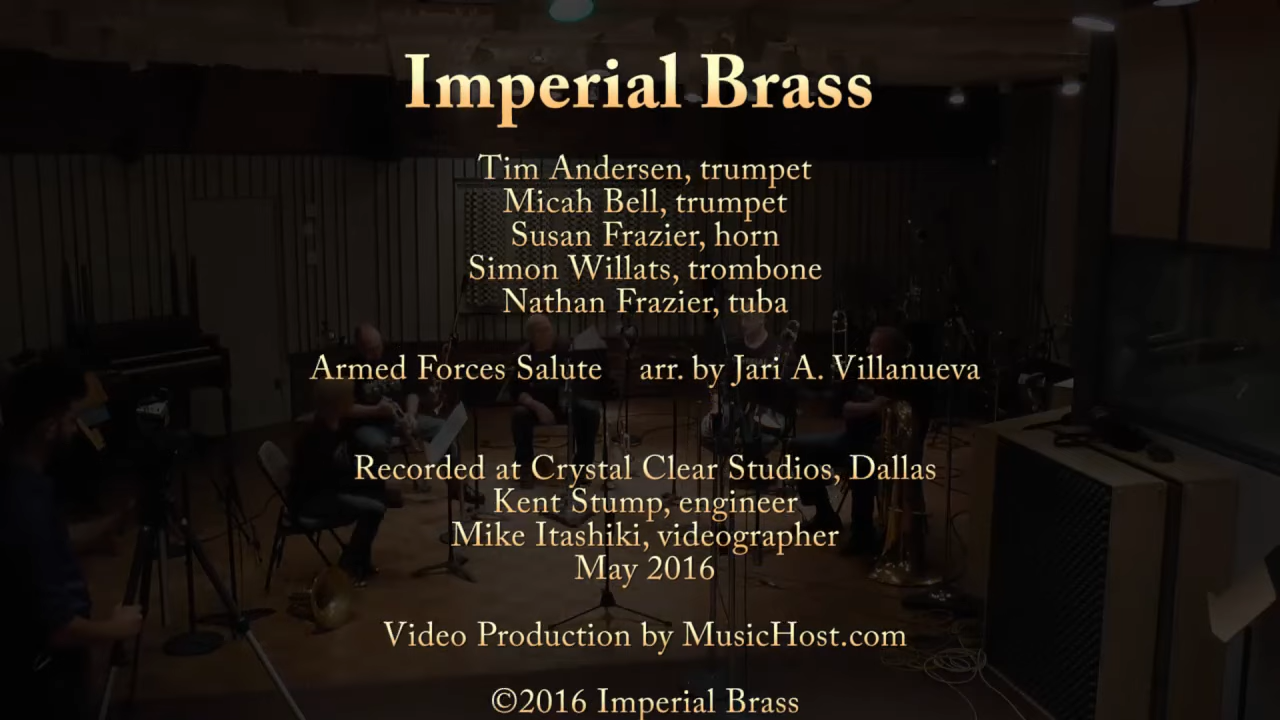 Imperial Brass
Tim Andersen, trumpet
Micah Bell, trumpet
Susan Frazier, horn
Simon Willats, trombone
Nathan Frazier, tuba
Armed Forces Salute arr. by Jari A. Villanueva
Recorded at Crystal Clear Studios, Dallas
Kent Stump, engineer
Mike Itashiki, videographer
May 2016
Video Production by MusicHost.com
©2016 Imperial Brass